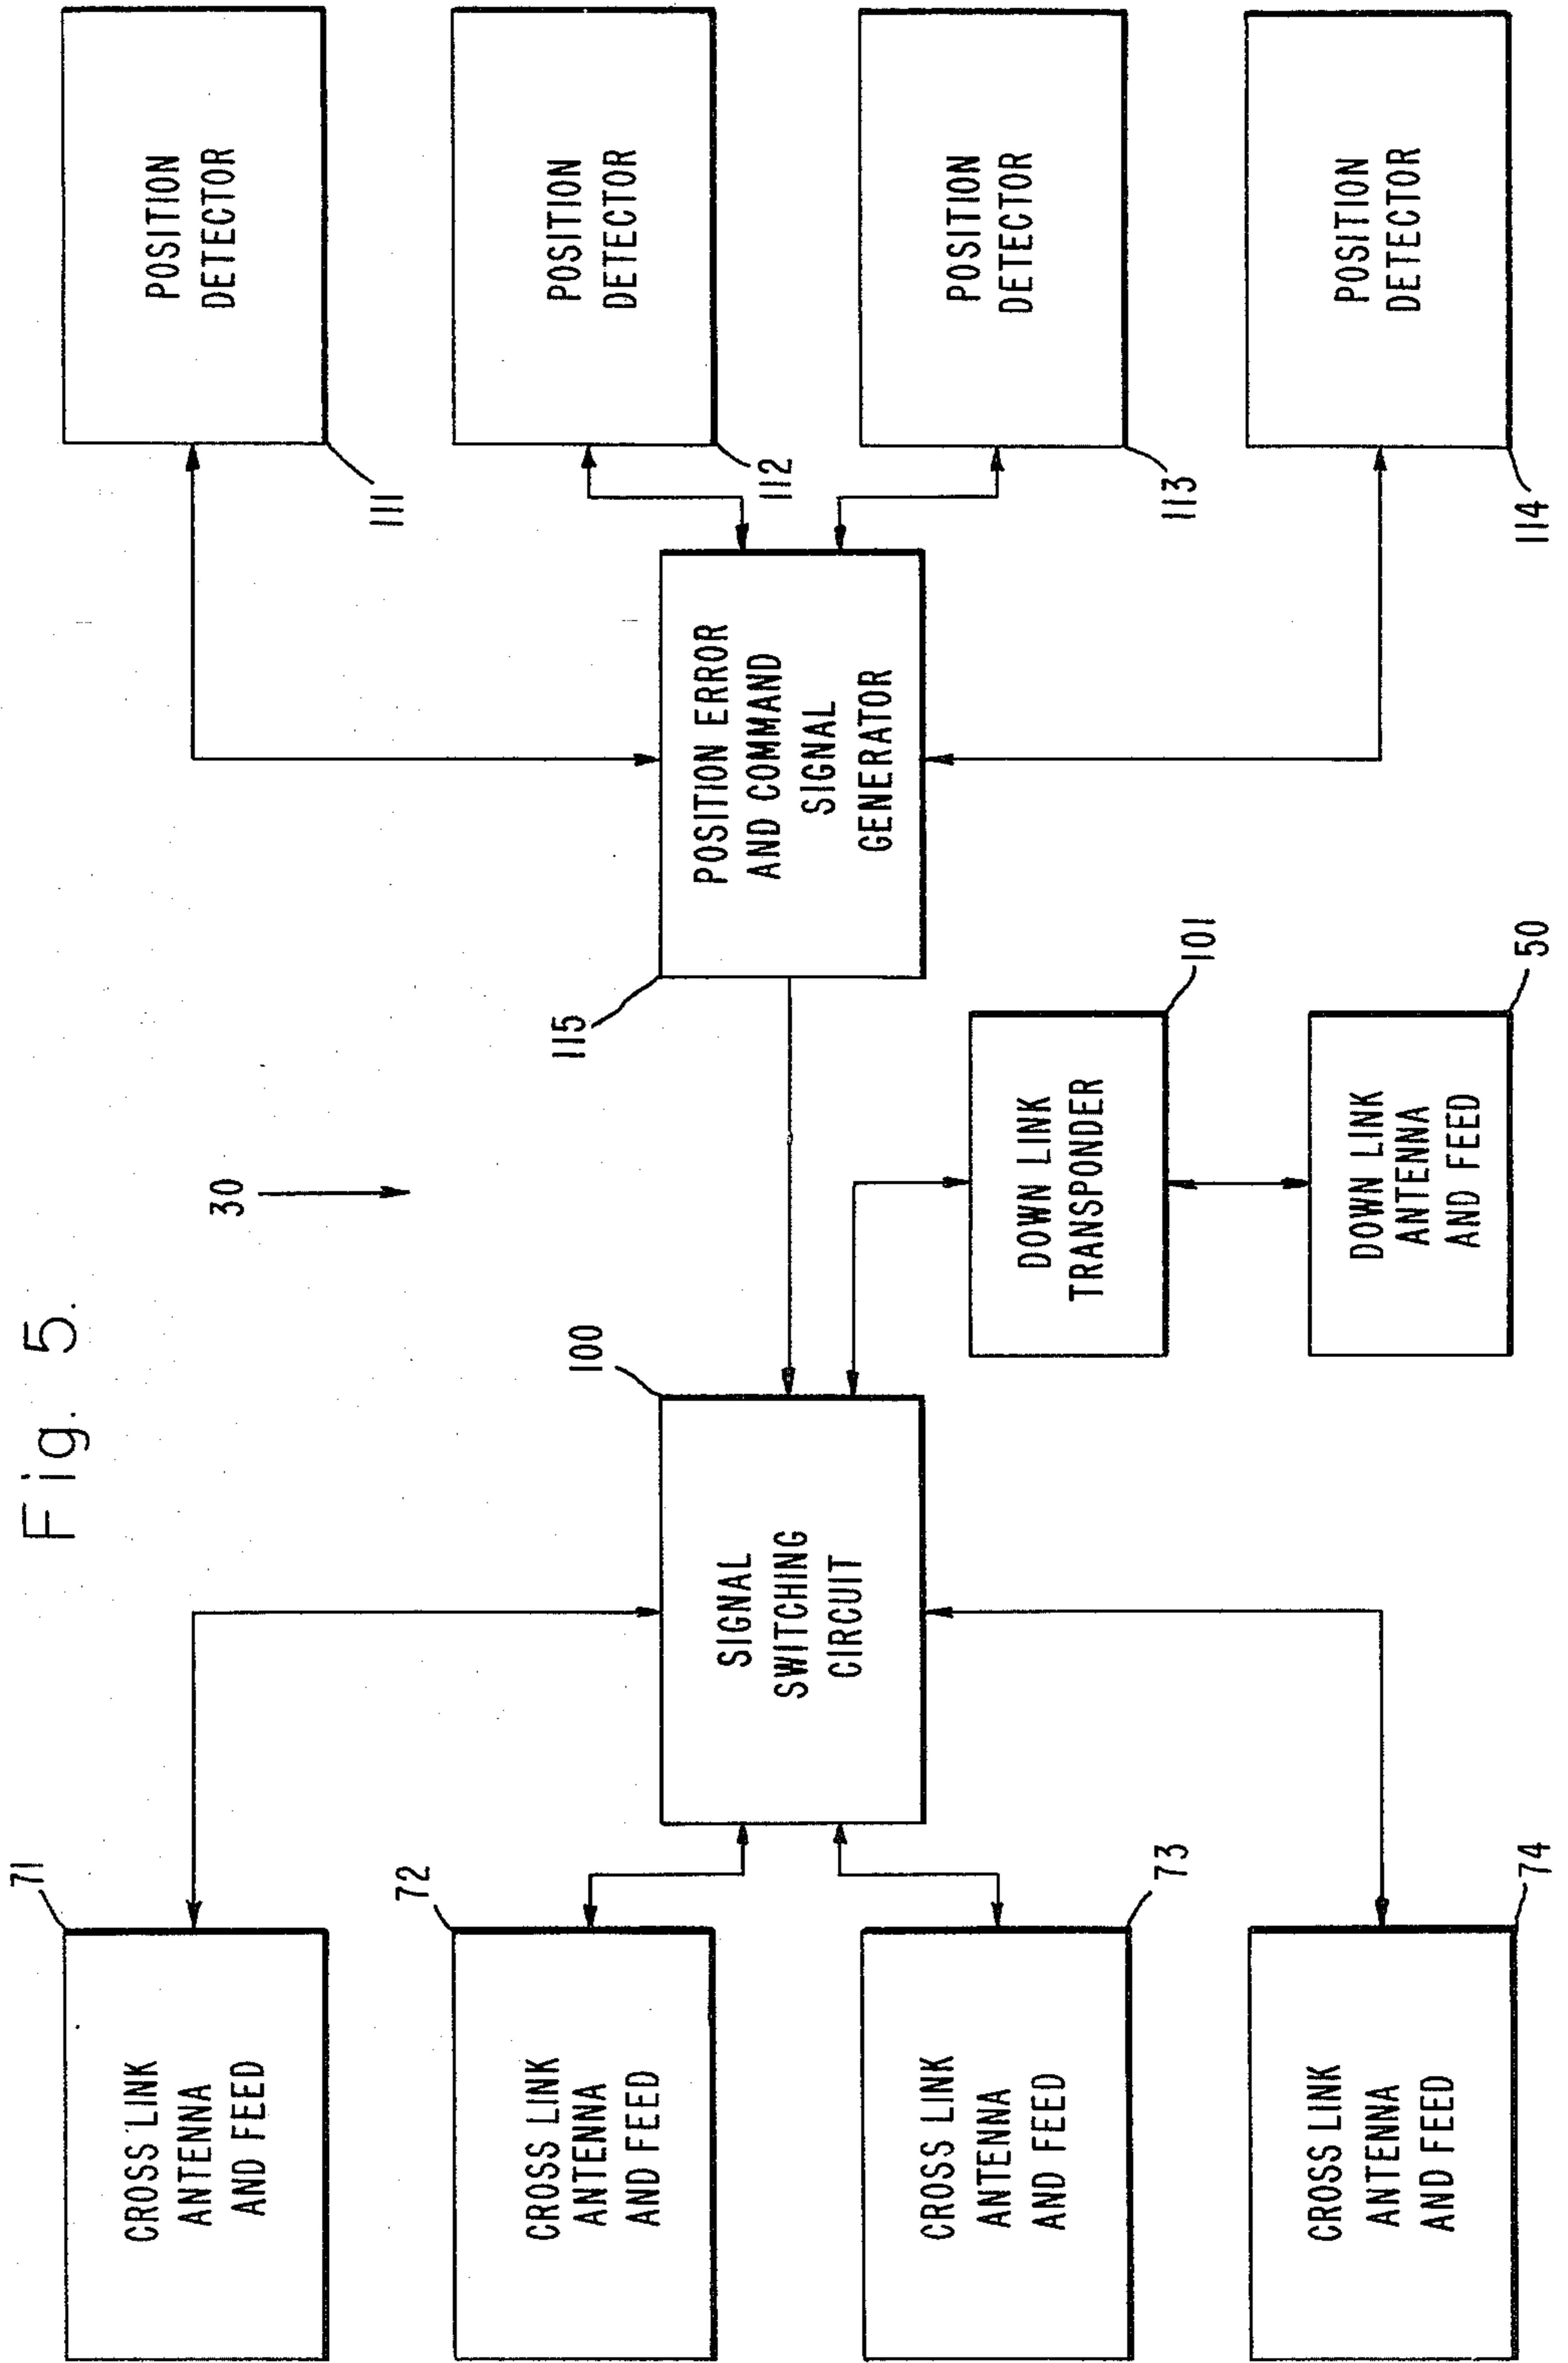 Fig. 5.
30
71
CROSS LINK
ANTENNA
AND FEED
72
CROSS LINK
ANTENNA
AND FEED
73
CROSS LINK
ANTENNA
AND FEED
74
CROSS LINK
ANTENNA
AND FEED
100
SIGNAL
SWITCHING
CIRCUIT
DOWN LINK
TRANSPONDER
101
DOWN LINK
ANTENNA
AND FEED
50
115
POSITION ERROR
AND COMMAND
SIGNAL
GENERATOR
POSITION
DETECTOR
111
POSITION
DETECTOR
112
POSITION
DETECTOR
113
POSITION
DETECTOR
114